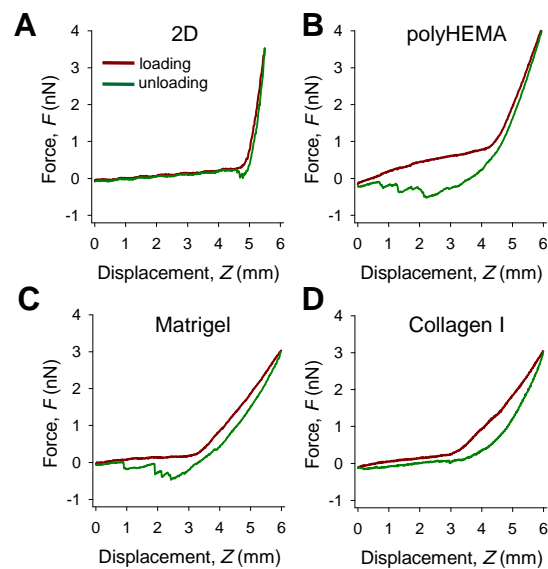 A
2D
loading
unloading
4
3
2
1
0
-1
Force, F (nN)
0 1 2 3 4 5 6
Displacement, Z (mm)
B
polyHEMA
4
3
2
1
0
-1
Force, F (nN)
0 1 2 3 4 5 6
Displacement, Z (mm)
C
Matrigel
4
3
2
1
0
-1
Force, F (nN)
0 1 2 3 4 5 6
Displacement, Z (mm)
D
Collagen I
4
3
2
1
0
-1
Force, F (nN)
0 1 2 3 4 5 6
Displacement, Z (mm)